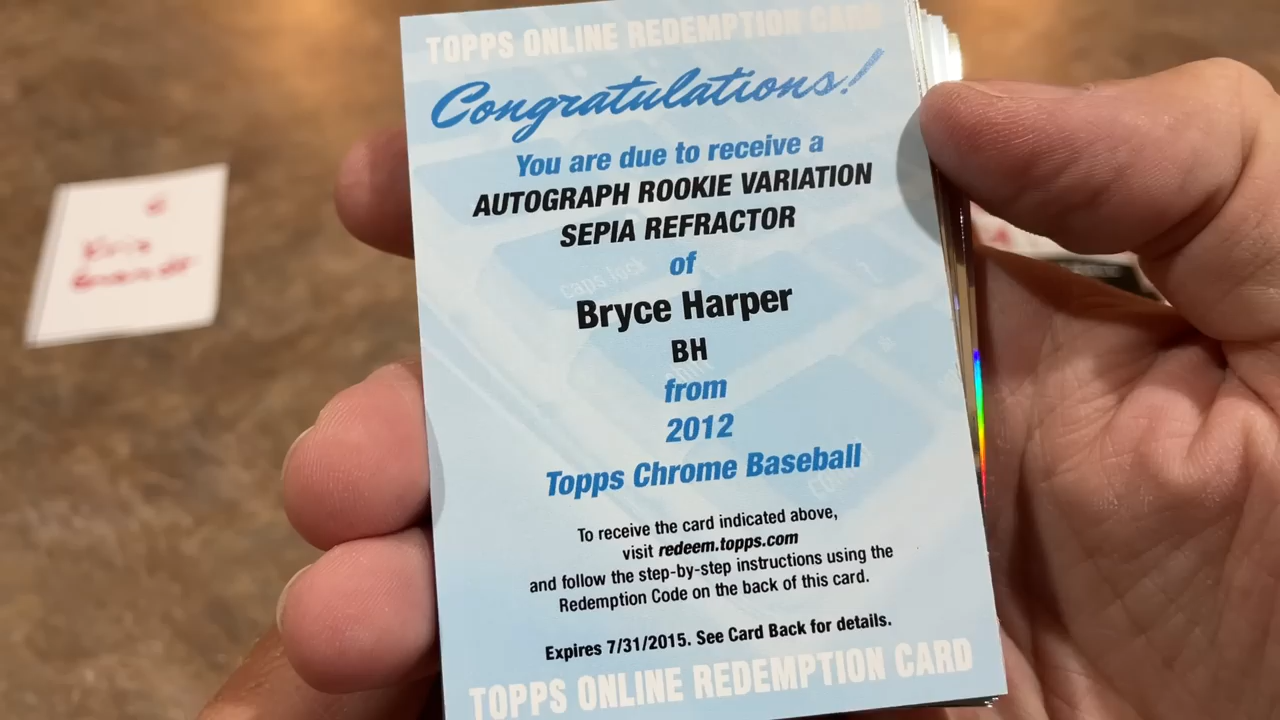 TOPPS ONLINE REDEMPTION CARD
Congratulations!
You are due to receive a
AUTOGRAPH ROOKIE VARIATION
SEPIA REFRACTOR
of
Bryce Harper
BH
from
2012
Topps Chrome Baseball
To receive the card indicated above,
visit redeem.topps.com
and follow the step-by-step instructions using the
Redemption Code on the back of this card.
Expires 7/31/2015. See Card Back for details.
TOPPS ONLINE REDEMPTION CARD
caps lock
Kris